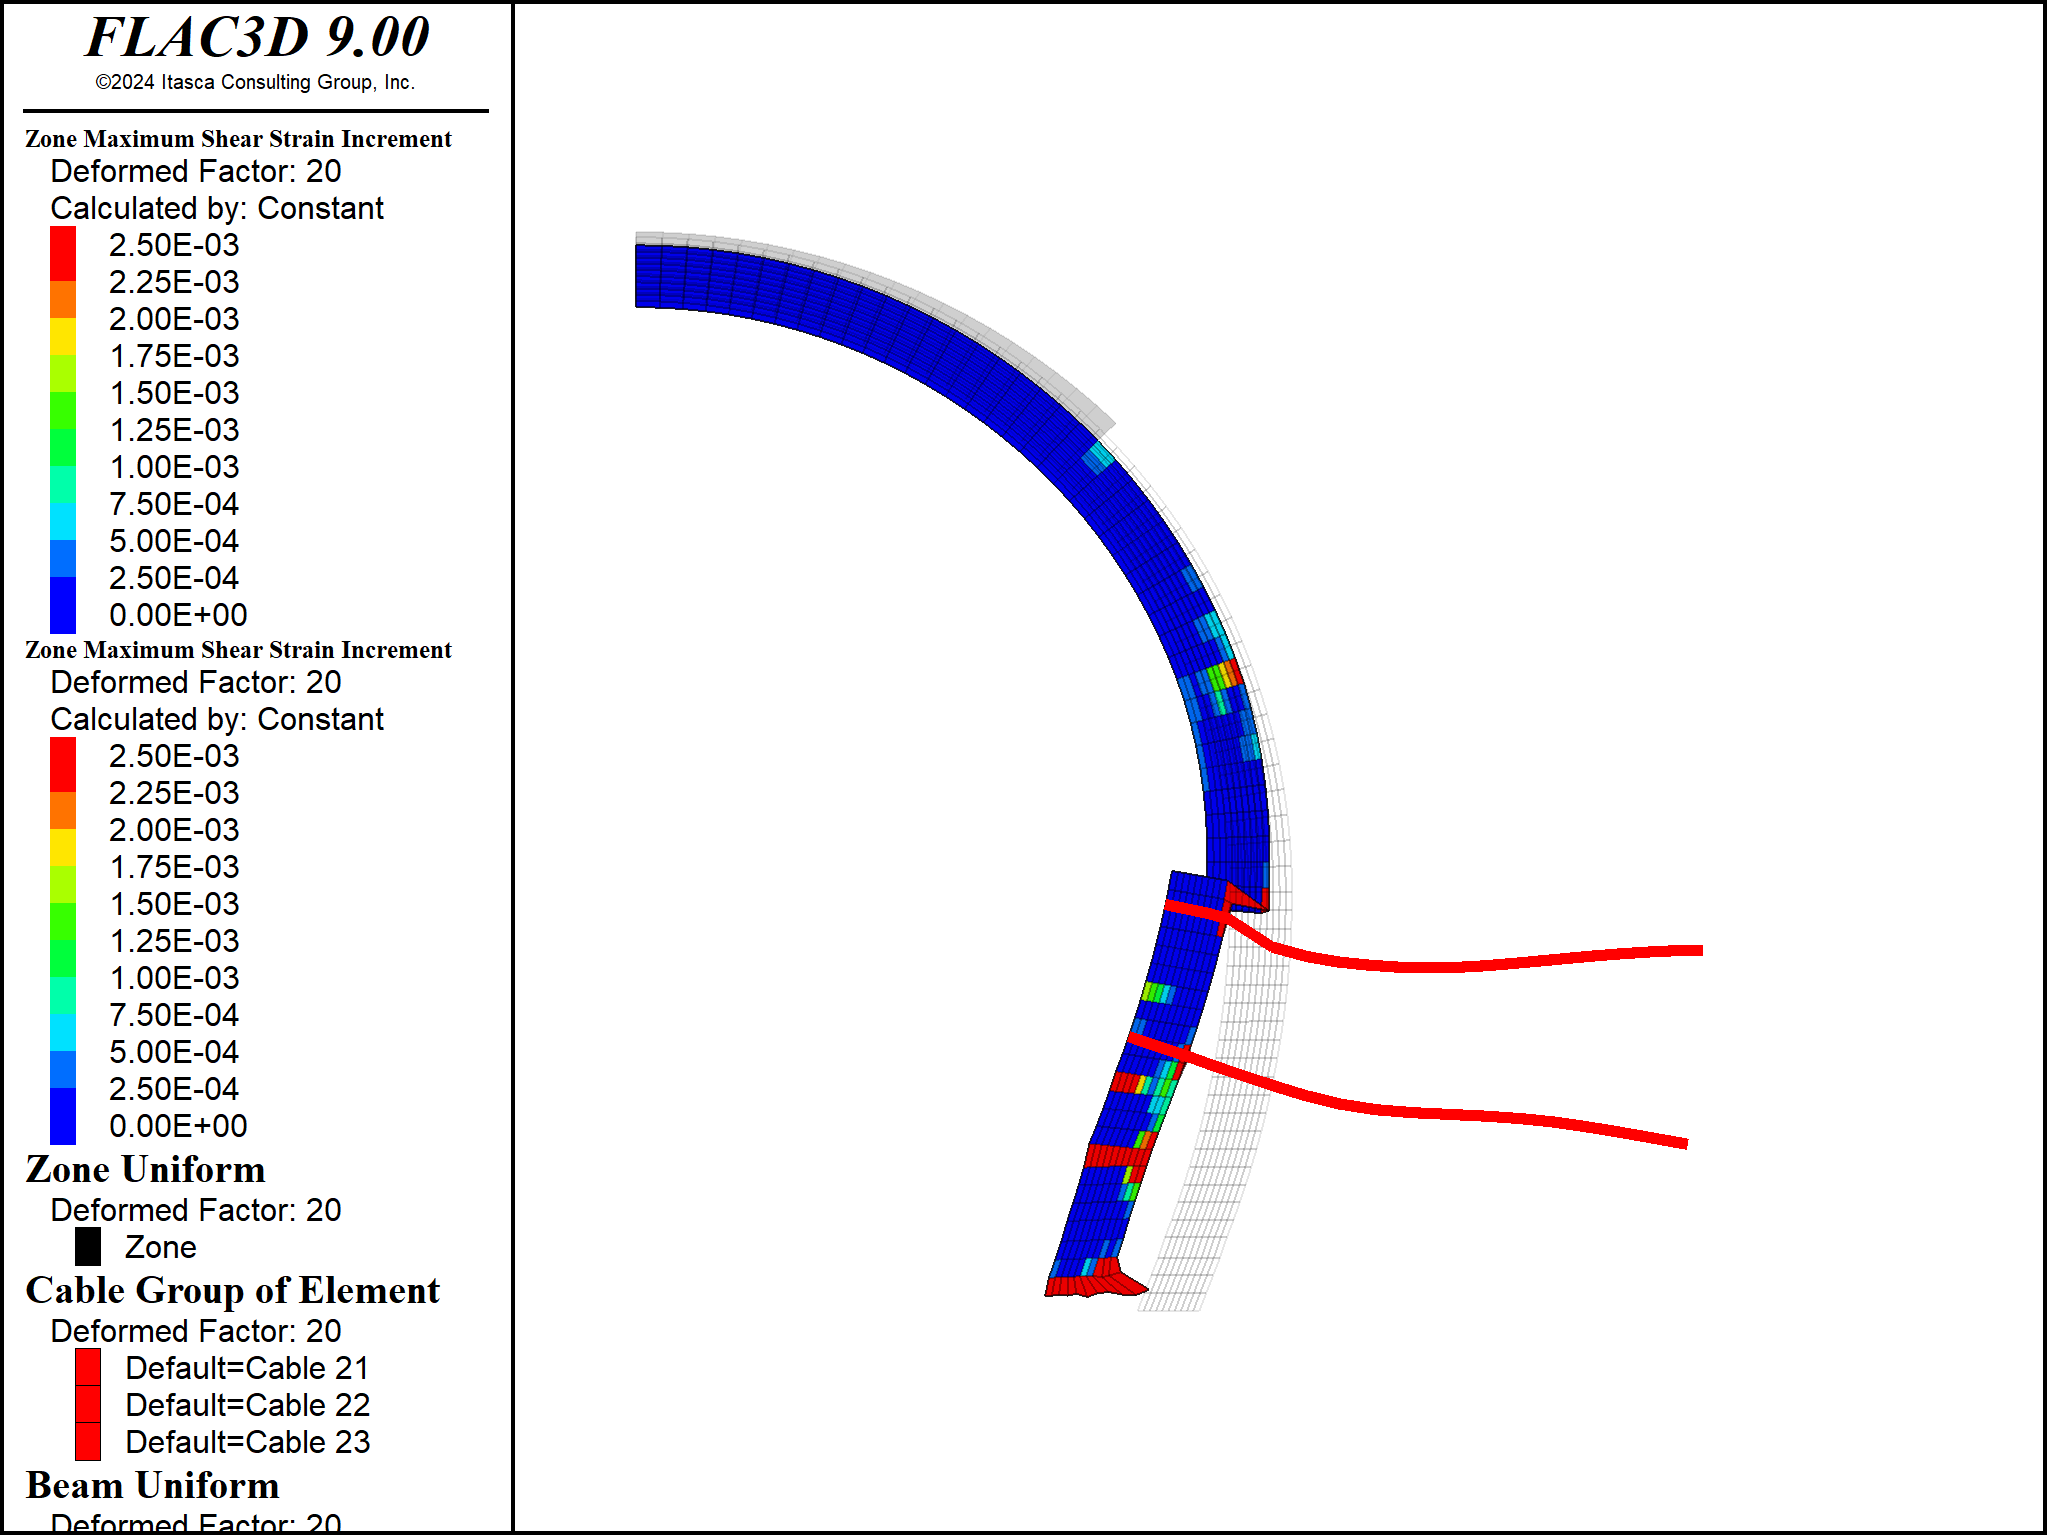 FLAC3D 9.00
©2024 Itasca Consulting Group, Inc.
Zone Maximum Shear Strain Increment
Deformed Factor: 20
Calculated by: Constant
2.50E-03
2.25E-03
2.00E-03
1.75E-03
1.50E-03
1.25E-03
1.00E-03
7.50E-04
5.00E-04
2.50E-04
0.00E+00
Zone Maximum Shear Strain Increment
Deformed Factor: 20
Calculated by: Constant
2.50E-03
2.25E-03
2.00E-03
1.75E-03
1.50E-03
1.25E-03
1.00E-03
7.50E-04
5.00E-04
2.50E-04
0.00E+00
Zone Uniform
Deformed Factor: 20
Zone
Cable Group of Element
Deformed Factor: 20
Default=Cable 21
Default=Cable 22
Default=Cable 23
Beam Uniform
Deformed Factor: 20